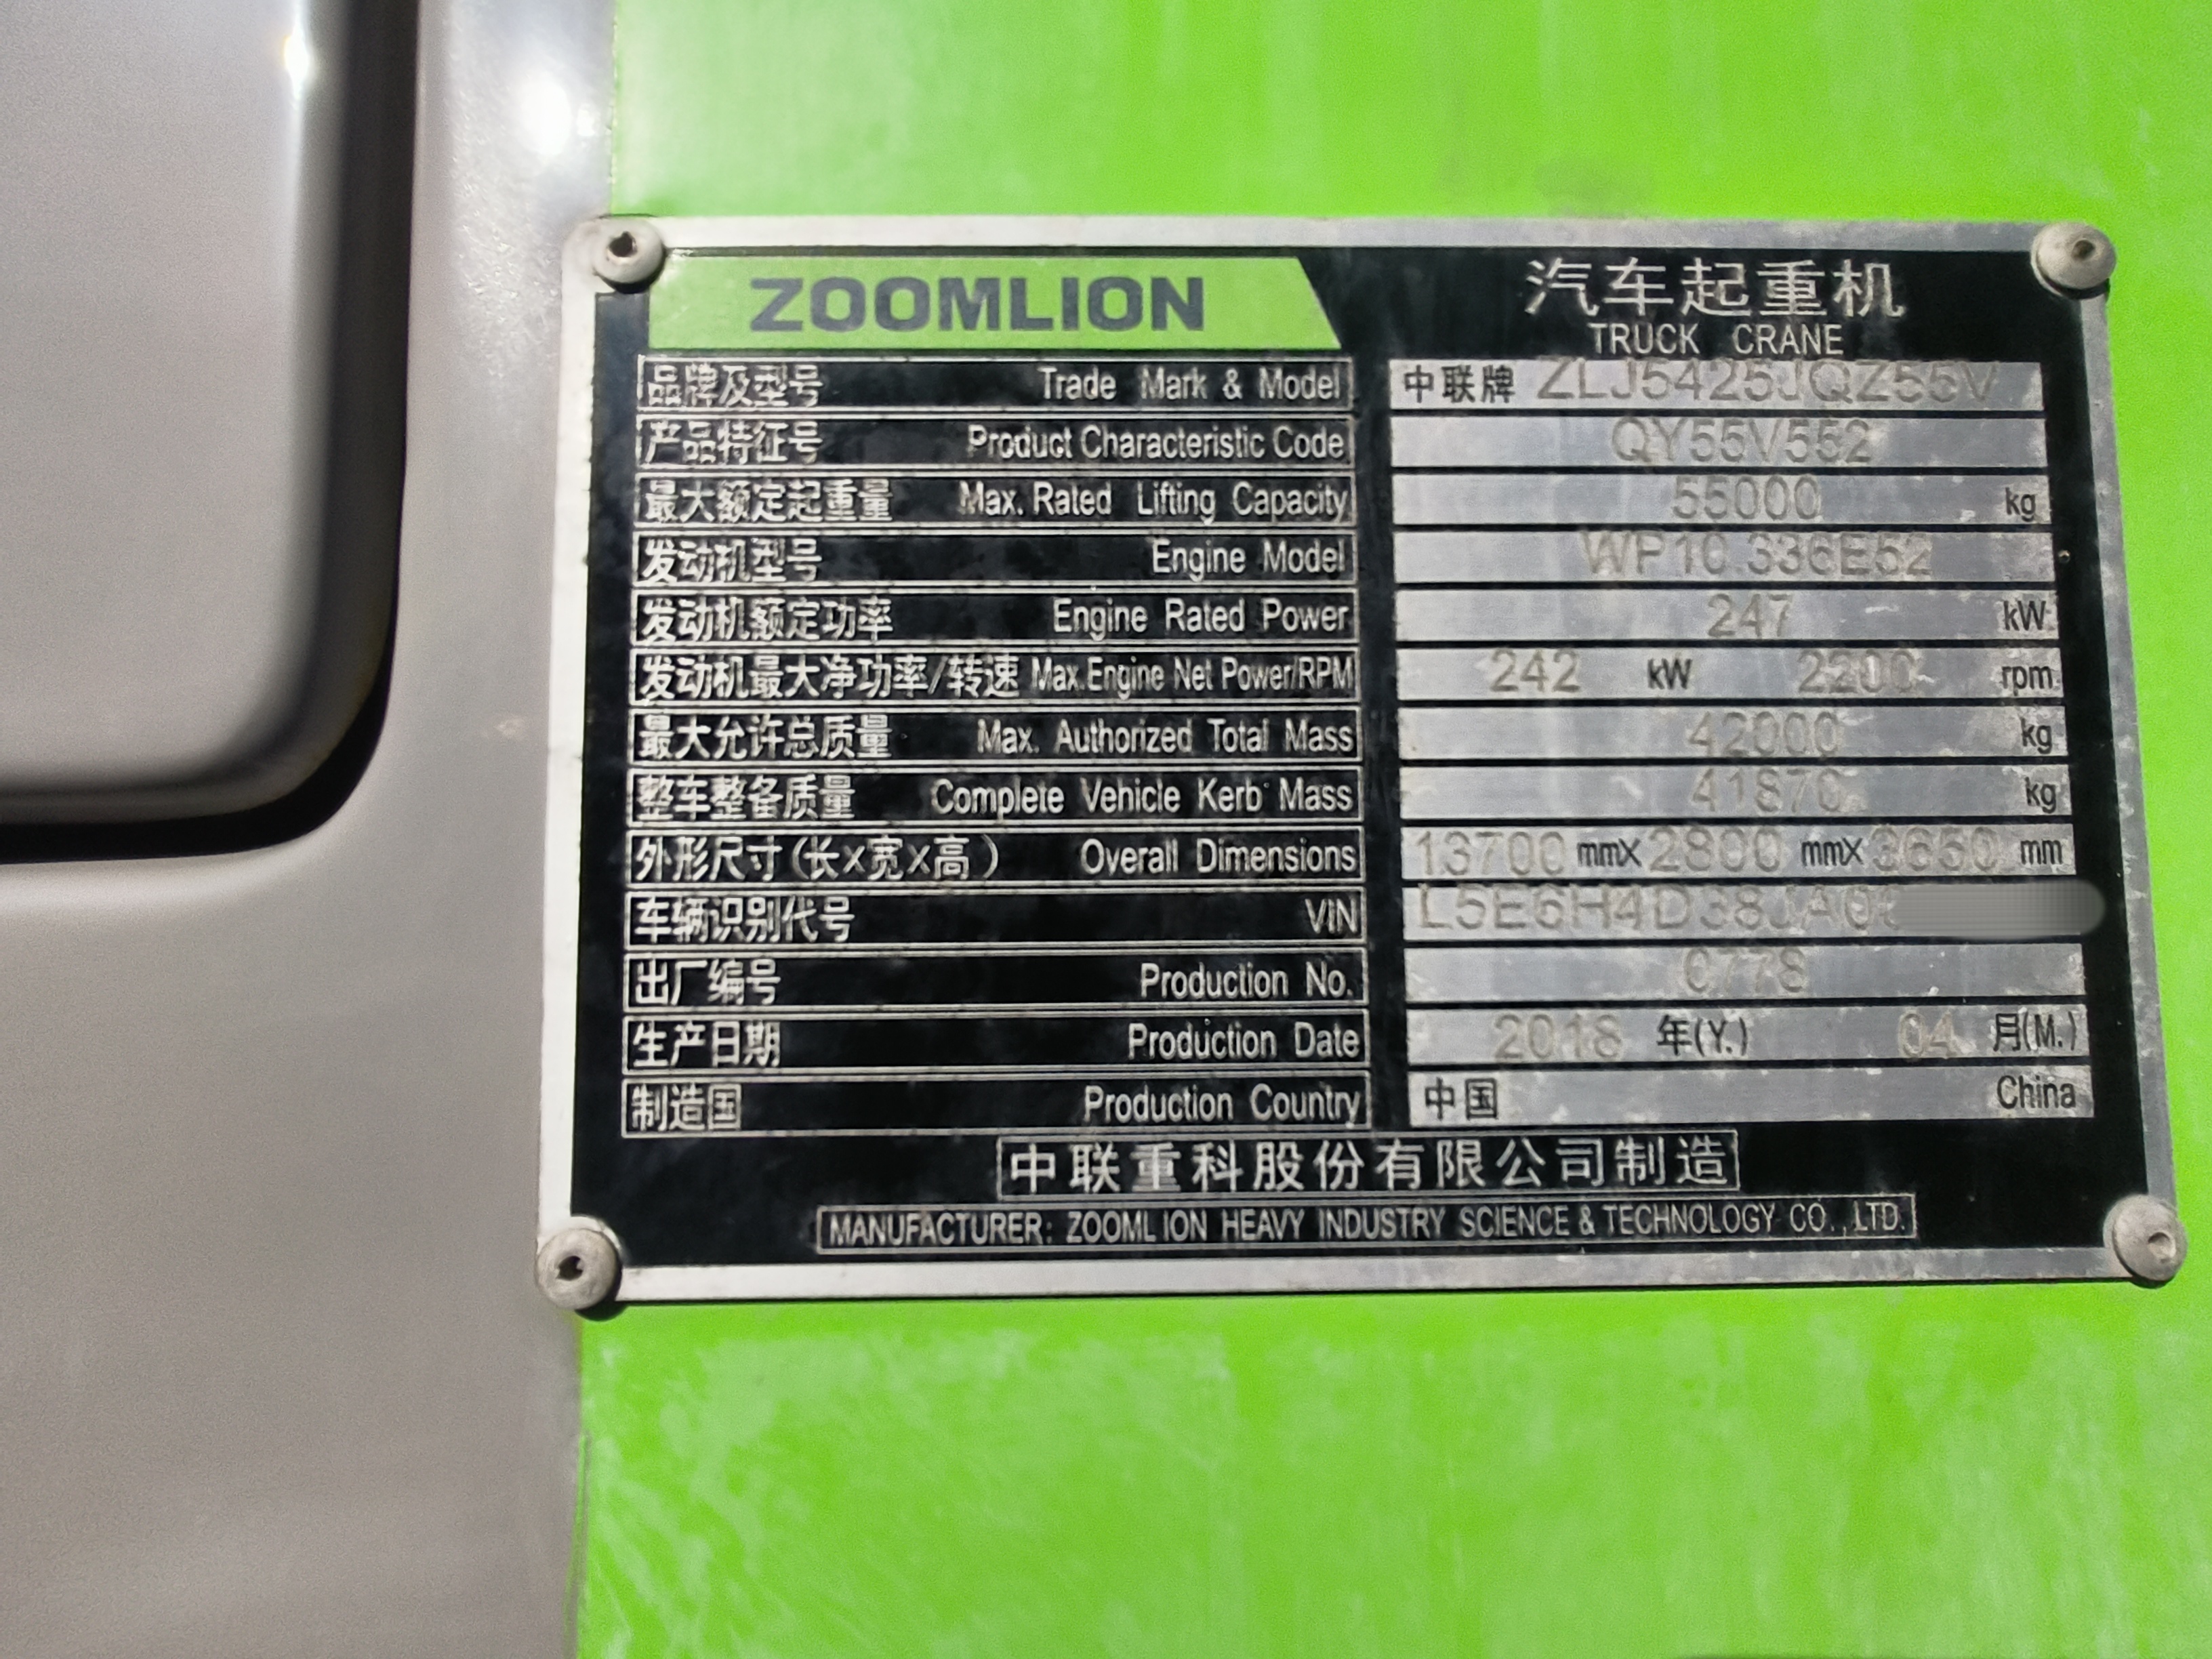 ZOOMLION
汽车起重机
TRUCK CRANE
品牌及型号 Trade Mark & Model 中联牌 ZLJ5425JQZ55V
产品特征号 Product Characteristic Code QY55V552
最大额定起重量 Max. Rated Lifting Capacity 55000 kg
发动机型号 Engine Model WP10.336E52
发动机额定功率 Engine Rated Power 247 kW
发动机最大净功率/转速 Max.Engine Net Power/RPM 242 kW 2200 rpm
最大允许总质量 Max. Authorized Total Mass 42000 kg
整车整备质量 Complete Vehicle Kerb Mass 41870 kg
外形尺寸(长X宽X高) Overall Dimensions 13700 mmX 2800 mmX 3650 mm
车辆识别代号 VIN L5E6H4D38JA0
出厂编号 Production No. 0778
生产日期 Production Date 2018 年(Y.) 04 月(M.)
制造国 Production Country 中国 China
中联重科股份有限公司制造
MANUFACTURER: ZOOMLION HEAVY INDUSTRY SCIENCE & TECHNOLOGY CO.,LTD.